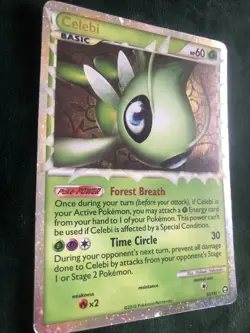 Celebi
HP60
BASIC
POKé-POWER Forest Breath
Once during your turn (before your attack), if Celebi is
your Active Pokémon, you may attach a Energy card
from your hand to 1 of your Pokémon. This power can't
be used if Celebi is affected by a Special Condition.
Time Circle 30
During your opponent's next turn, prevent all damage
done to Celebi by attacks from your opponent's Stage 1
or Stage 2 Pokémon.
weakness
×2
resistance